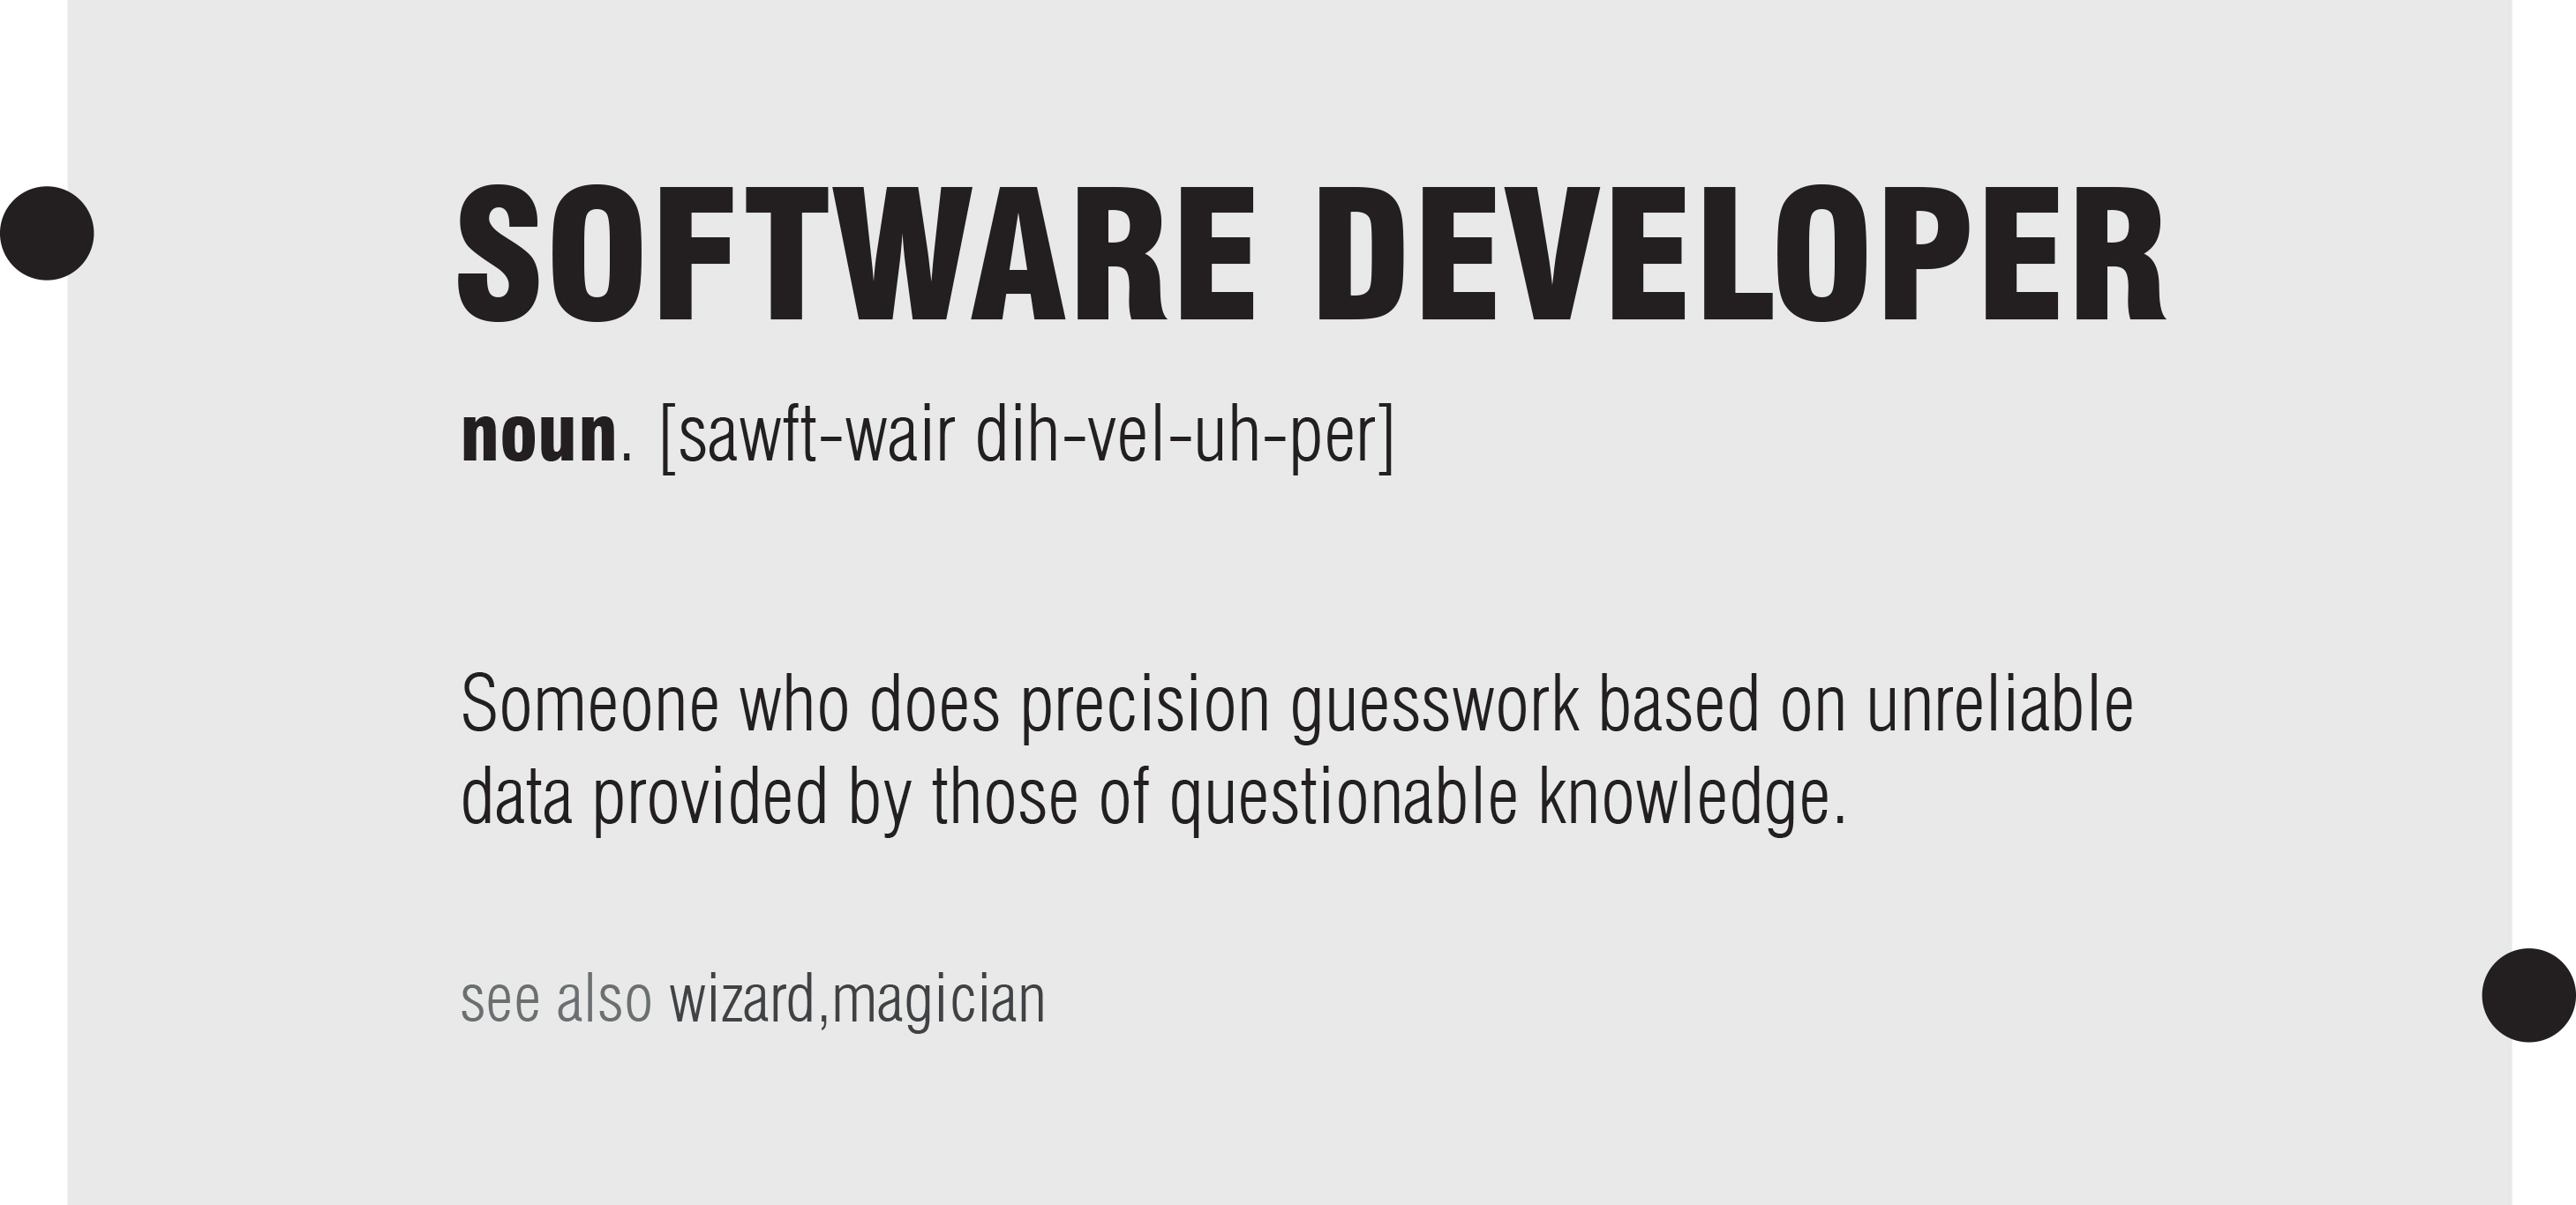 SOFTWARE DEVELOPER
noun. [sawft-wair dih-vel-uh-per]
Someone who does precision guesswork based on unreliable
data provided by those of questionable knowledge.
see also wizard,magician